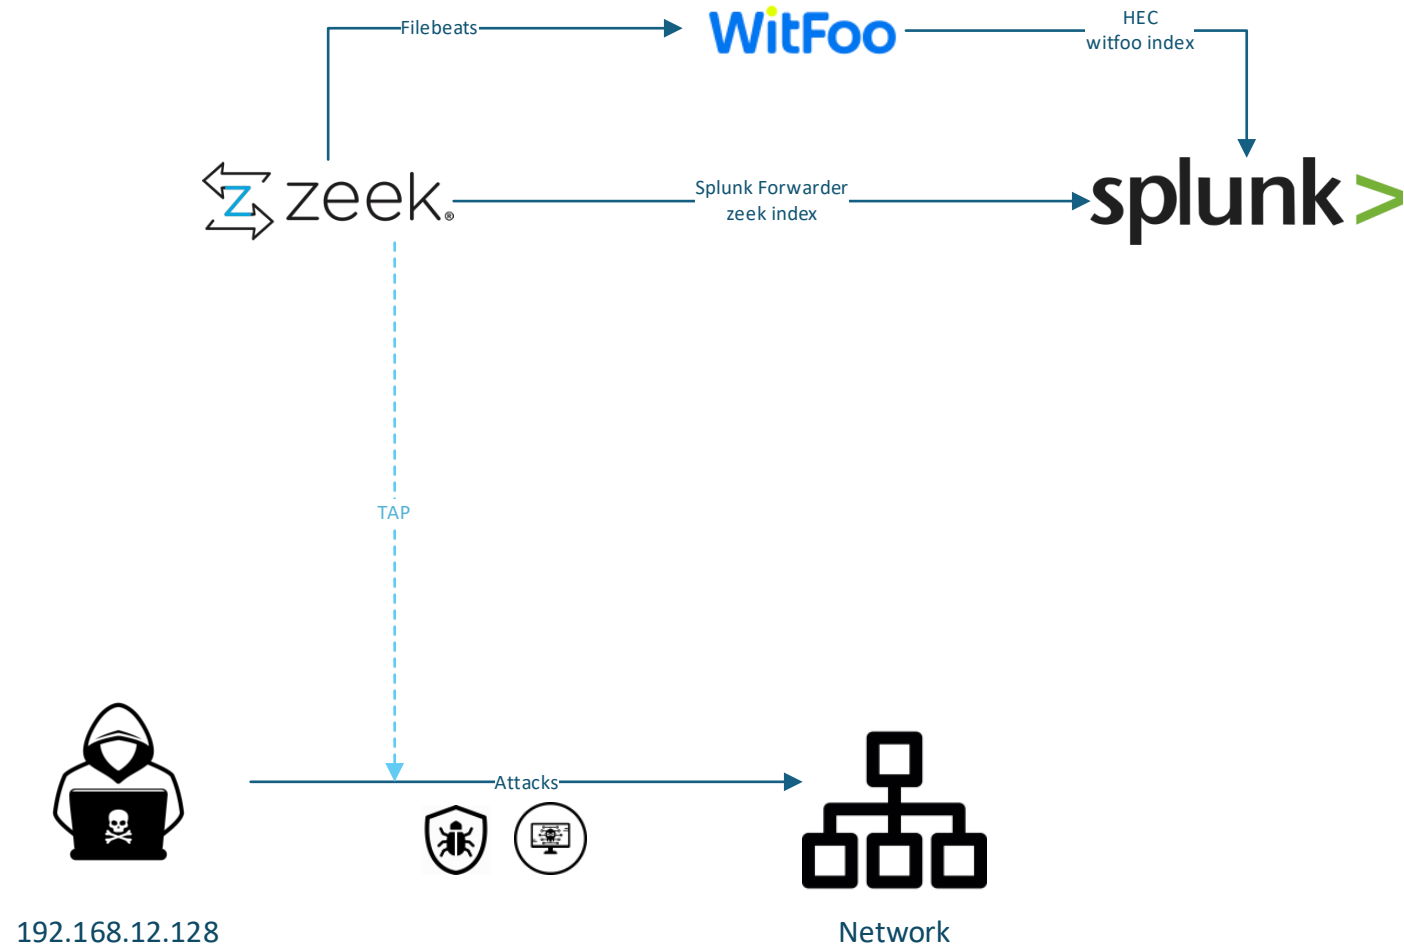 Filebeats
WitFoo
HEC
witfoo index
zeek®
Splunk Forwarder
zeek index
splunk>
TAP
Attacks
192.168.12.128
Network